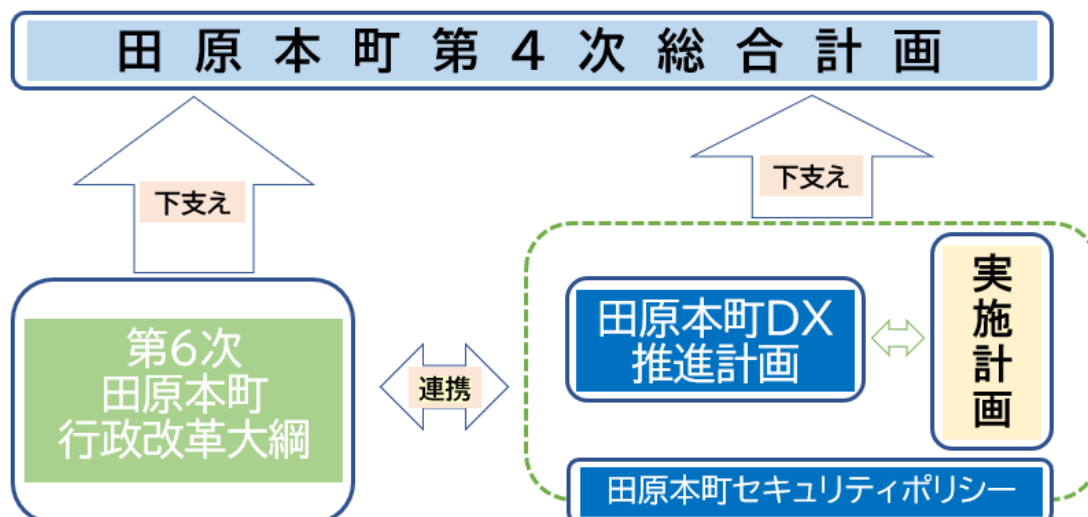 田原本町第4次総合計画
下支え
下支え
第6次
田原本町
行政改革大綱
連携
田原本町DX
推進計画
実施計画
田原本町セキュリティポリシー